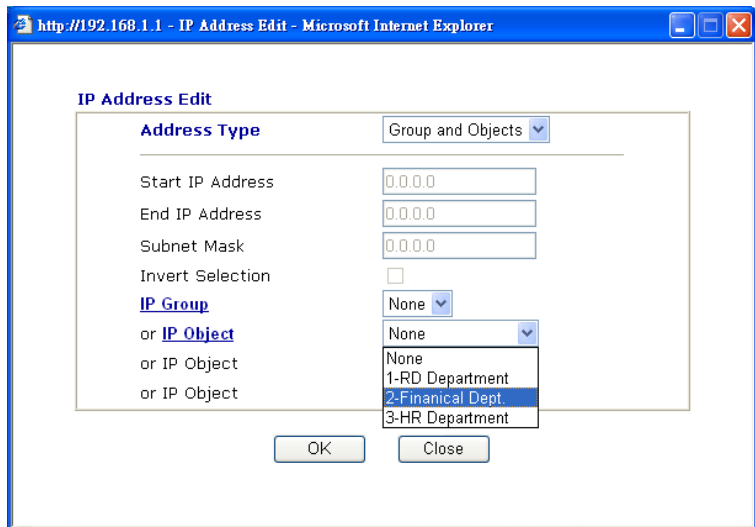 http://192.168.1.1 - IP Address Edit - Microsoft Internet Explorer
IP Address Edit
Address Type Group and Objects
Start IP Address 0.0.0.0
End IP Address 0.0.0.0
Subnet Mask 0.0.0.0
Invert Selection
IP Group None
or IP Object None
or IP Object None
1-RD Department
or IP Object 2-Finanical Dept.
3-HR Department
OK Close